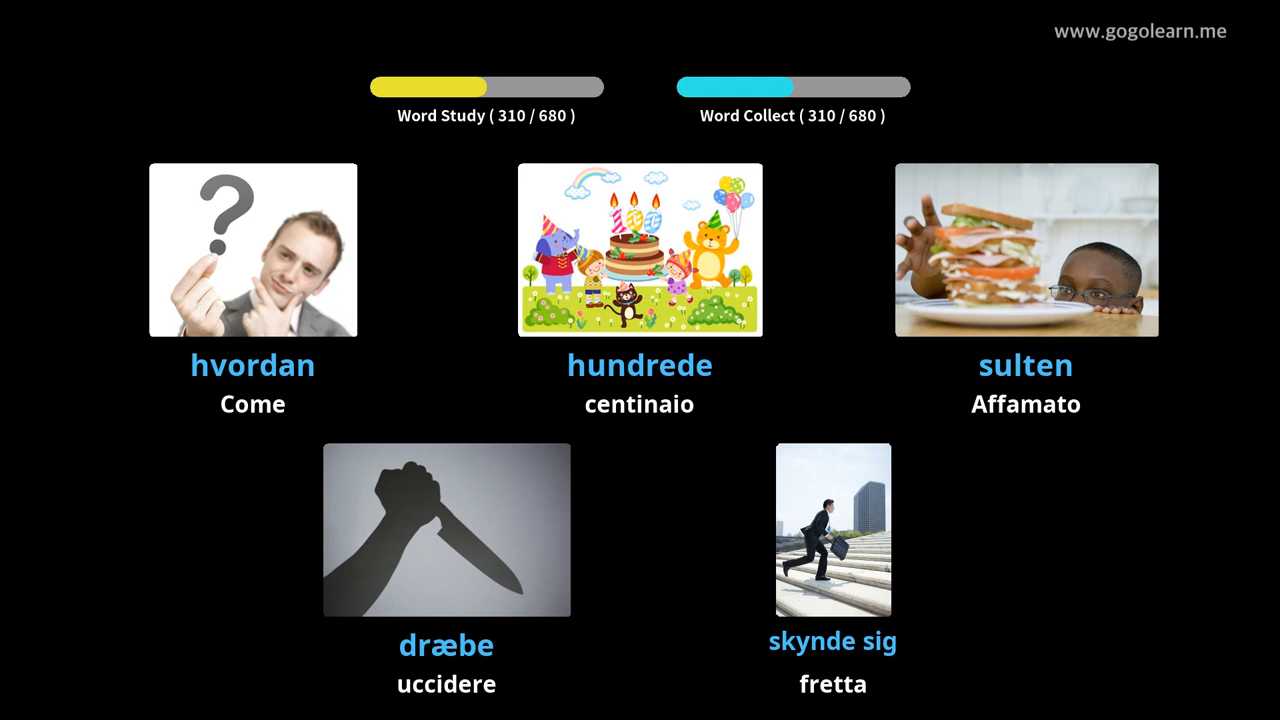 www.gogolearn.me
Word Study ( 310 / 680 )
Word Collect ( 310 / 680 )
100
hvordan
hundrede
sulten
Come
centinaio
Affamato
dræbe
skynde sig
uccidere
fretta